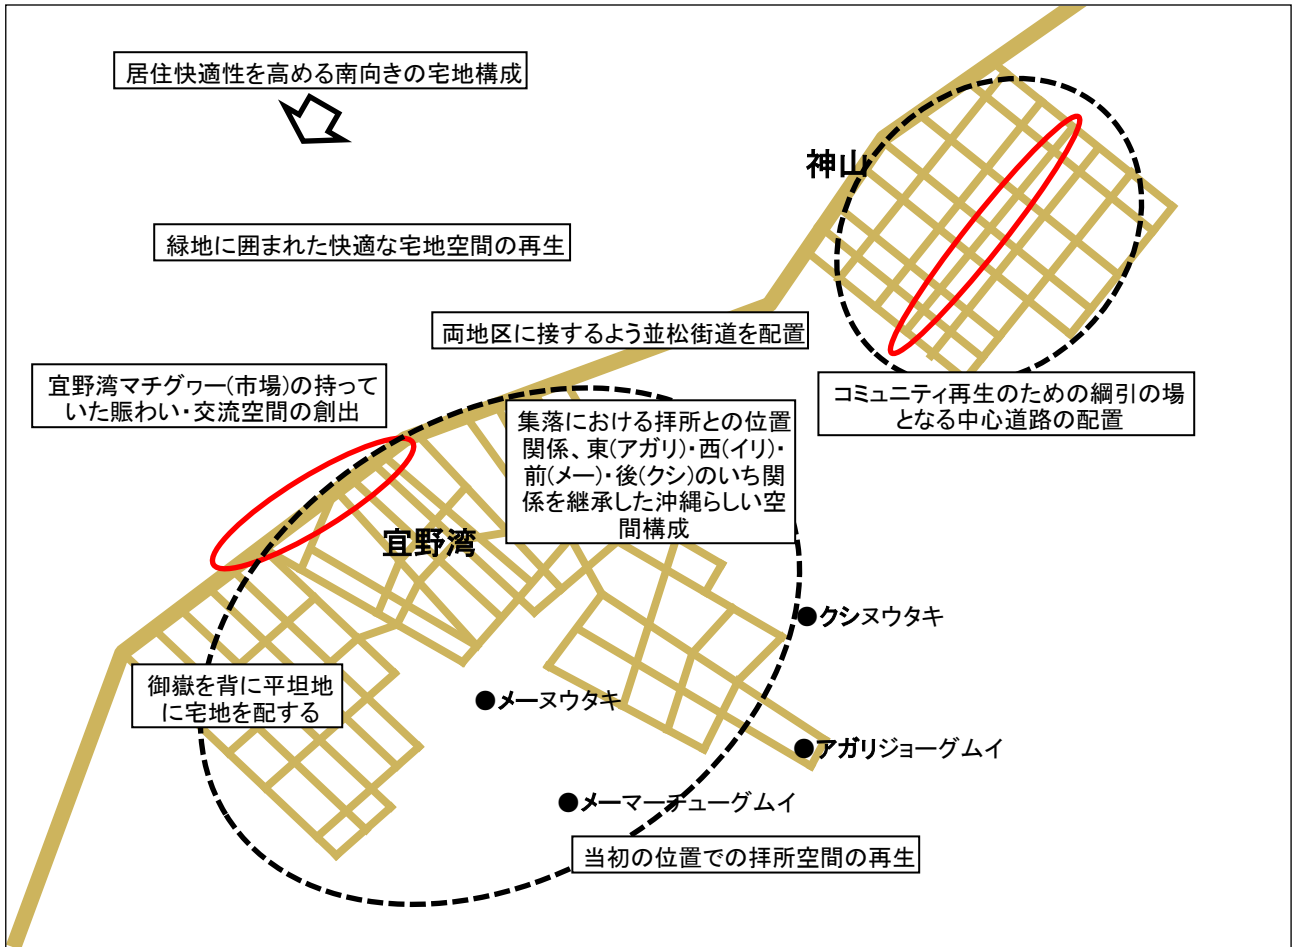 居住快適性を高める南向きの宅地構成
神山
緑地に囲まれた快適な宅地空間の再生
両地区に接するよう並松街道を配置
宜野湾マチグヮー(市場)の持って
いた賑わい・交流空間の創出
コミュニティ再生のための綱引の場
となる中心道路の配置
集落における拝所との位置
関係、東(アガリ)・西(イリ)・
前(メー)・後(クシ)のいち関
係を継承した沖縄らしい空
間構成
宜野湾
●クシヌウタキ
御嶽を背に平坦地
に宅地を配する
●メーヌウタキ
●アガリジョーグムイ
●メーマーチューグムイ
当初の位置での拝所空間の再生